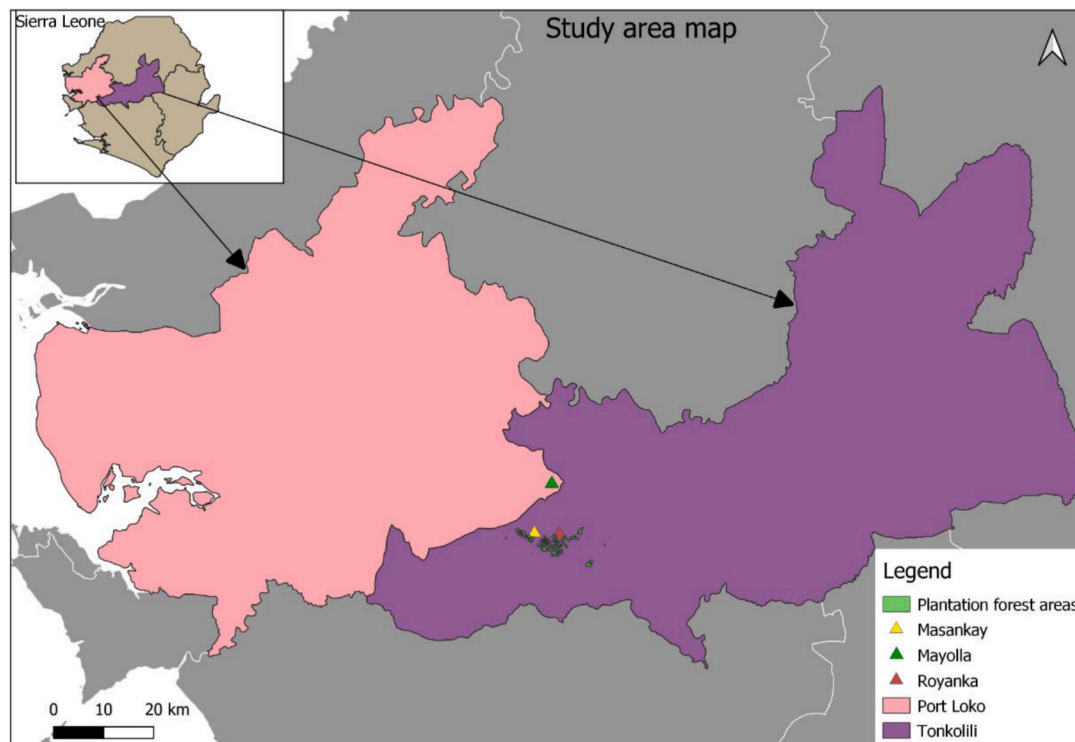 Sierra Leone
Study area map
Legend
Plantation forest areas
Masankay
Mayolla
Royanka
Port Loko
Tonkolili
0 10 20 km